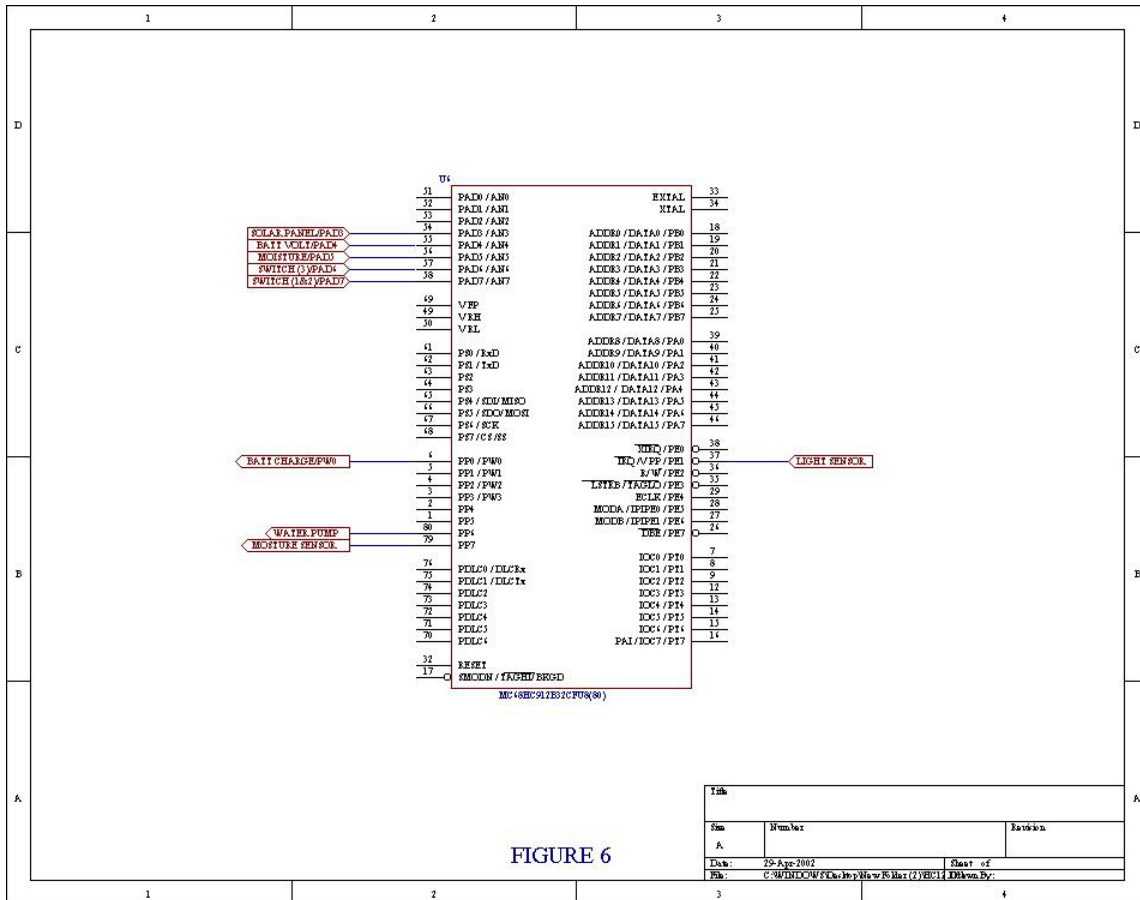 1 2 3 4
D D
U6
51 PAD0 / AN0 EXTAL 33
52 PAD1 / AN1 XTAL 34
53 PAD2 / AN2
SOLAR PANEL/PAD3 54 PAD3 / AN3 ADDR0 / DATA0 / PB0 18
BATT VOLT/PAD4 55 PAD4 / AN4 ADDR1 / DATA1 / PB1 19
MOISTURE/PAD5 56 PAD5 / AN5 ADDR2 / DATA2 / PB2 20
SWITCH (3)/PAD6 57 PAD6 / AN6 ADDR3 / DATA3 / PB3 21
SWITCH (1&2)/PAD7 58 PAD7 / AN7 ADDR4 / DATA4 / PB4 22
ADDR5 / DATA5 / PB5 23
69 VFP ADDR6 / DATA6 / PB6 24
49 VRH ADDR7 / DATA7 / PB7 25
50 VRL
ADDR8 / DATA8 / PA0 39
C C
61 PS0 / RxD ADDR9 / DATA9 / PA1 40
62 PS1 / TxD ADDR10 / DATA10 / PA2 41
63 PS2 ADDR11 / DATA11 / PA3 42
64 PS3 ADDR12 / DATA12 / PA4 43
65 PS4 / SDI/MISO ADDR13 / DATA13 / PA5 44
66 PS5 / SDO/MOSI ADDR14 / DATA14 / PA6 45
67 PS6 / SCK ADDR15 / DATA15 / PA7 46
68 PS7 / CS /SS
XIRQ / PE0 38
BATT CHARGE/PW0 6 PP0 / PW0 IRQ / VPP / PE1 37 LIGHT SENSOR
5 PP1 / PW1 R / W / PE2 36
4 PP2 / PW2 LSTRB / TAGLO / PE3 35
3 PP3 / PW3 ECLK / PE4 29
2 PP4 MODA / IPIPE0 / PE5 28
1 PP5 MODB / IPIPE1 / PE6 27
WATER PUMP 80 PP6 DBE / PE7 26
MOSTURE SENSOR 79 PP7
IOC0 / PT0 7
76 PDLC0 / DLCRx IOC1 / PT1 8
B B
75 PDLC1 / DLCTx IOC2 / PT2 9
74 PDLC2 IOC3 / PT3 12
73 PDLC3 IOC4 / PT4 13
72 PDLC4 IOC5 / PT5 14
71 PDLC5 IOC6 / PT6 15
70 PDLC6 PAI / IOC7 / PT7 16
32 RESET
17 SMODN / TAGHI / BKGD
MC68HC912B32CFU8(80)
A A
Title
Size Number Revision
A
FIGURE 6
Date: 29-Apr-2002 Sheet of
File: C:\WINDOWS\Desktop\New Folder (2)\HC12 Drawn By:
1 2 3 4